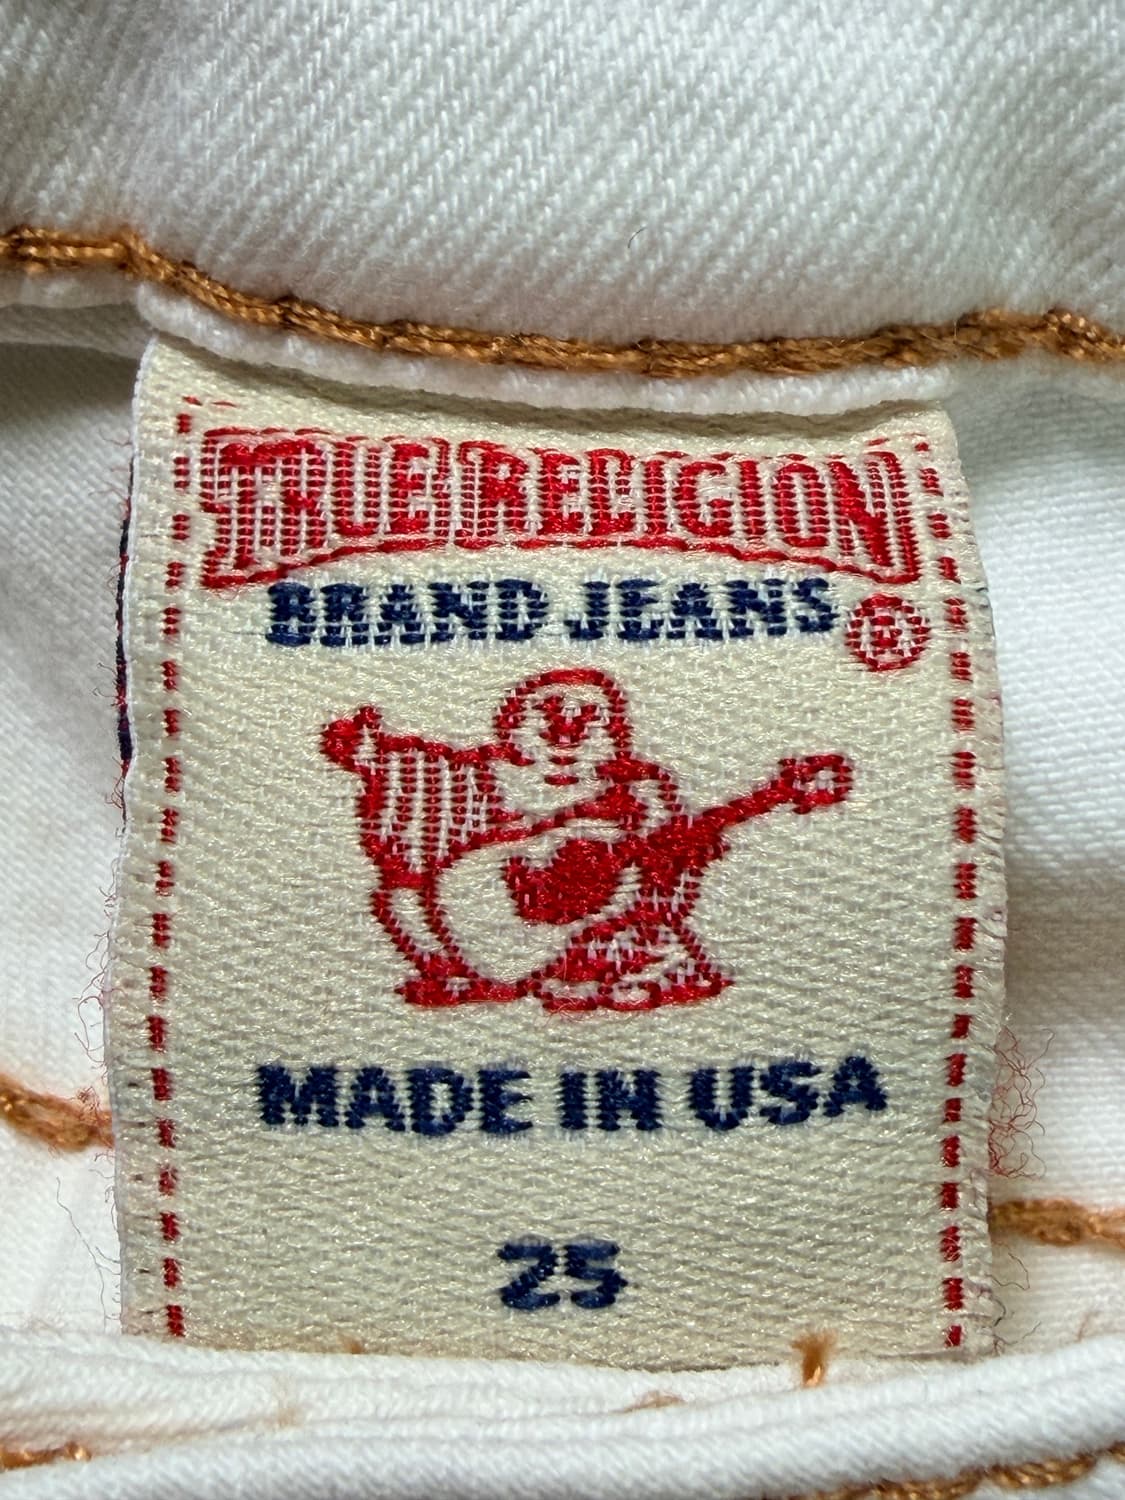 TRUE RELIGION
BRAND JEANS ®
MADE IN USA
25